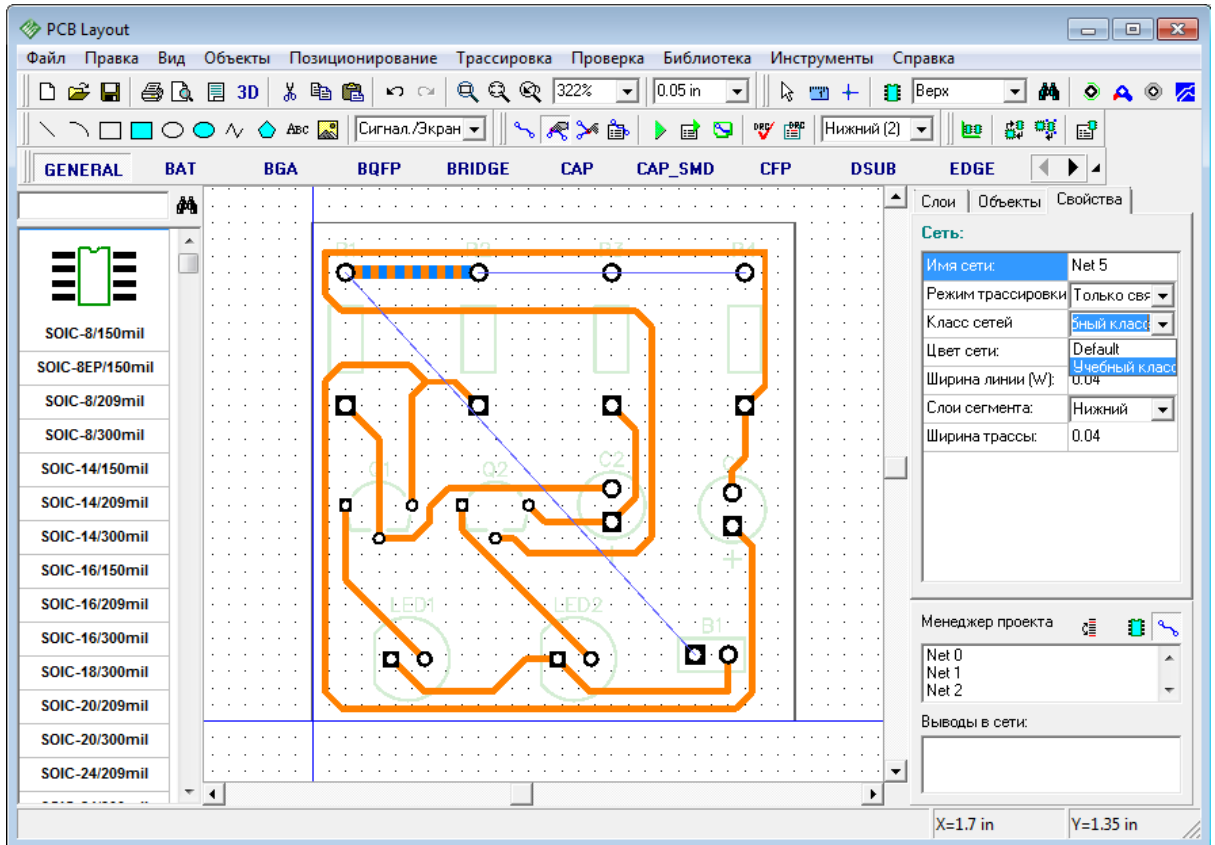 PCB Layout
Файл Правка Вид Объекты Позиционирование Трассировка Проверка Библиотека Инструменты Справка
3D 322% 0.05 in Верх
ABC Сигнал./Экран DRC DRC Нижний (2)
GENERAL BAT BGA BQFP BRIDGE CAP CAP_SMD CFP DSUB EDGE
Слои Объекты Свойства
Сеть:
Имя сети: Net 5
Режим трассировки Только свя
Класс сетей бный класс
Цвет сети: Default
Учебный класс
Ширина линии (W): 0.04
Слои сегмента: Нижний
Ширина трассы: 0.04
SOIC-8/150mil
SOIC-8EP/150mil
SOIC-8/209mil
SOIC-8/300mil
SOIC-14/150mil
SOIC-14/209mil
SOIC-14/300mil
SOIC-16/150mil
SOIC-16/209mil
SOIC-16/300mil
SOIC-18/300mil
SOIC-20/209mil
SOIC-20/300mil
SOIC-24/209mil
R1 R2 R3 R4
Q1 Q2 C2
LED1 LED2 B1
Менеджер проекта
Net 0
Net 1
Net 2
Выводы в сети:
X=1.7 in Y=1.35 in